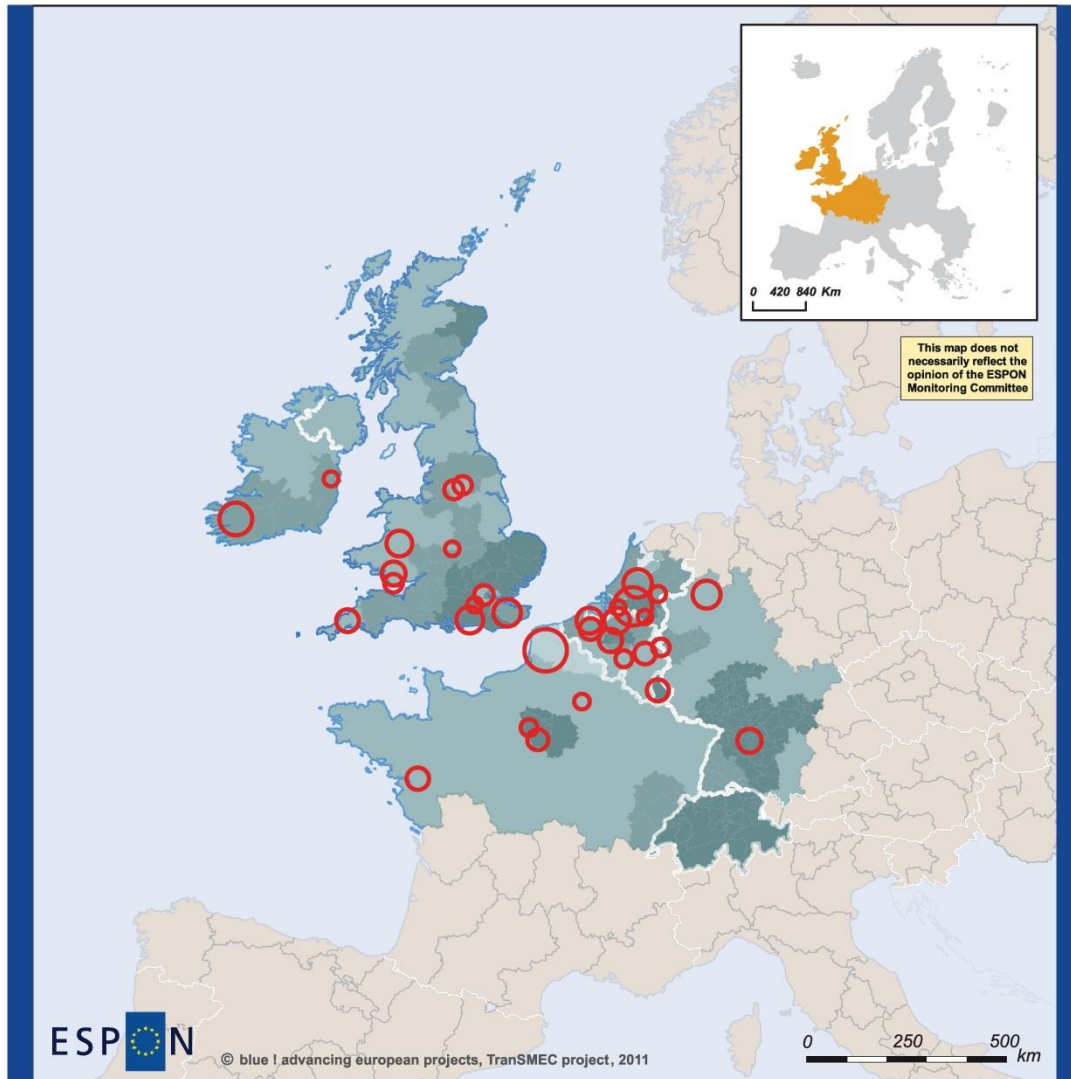 0 420 840 Km
This map does not
necessarily reflect the
opinion of the ESPON
Monitoring Committee
ESPON
© blue ! advancing european projects, TranSMEC project, 2011
0 250 500
km